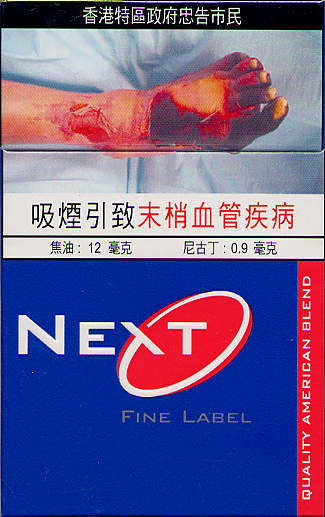 香港特區政府忠告市民
吸煙引致末梢血管疾病
焦油：12 毫克 尼古丁：0.9 毫克
NEXT
FINE LABEL
QUALITY AMERICAN BLEND